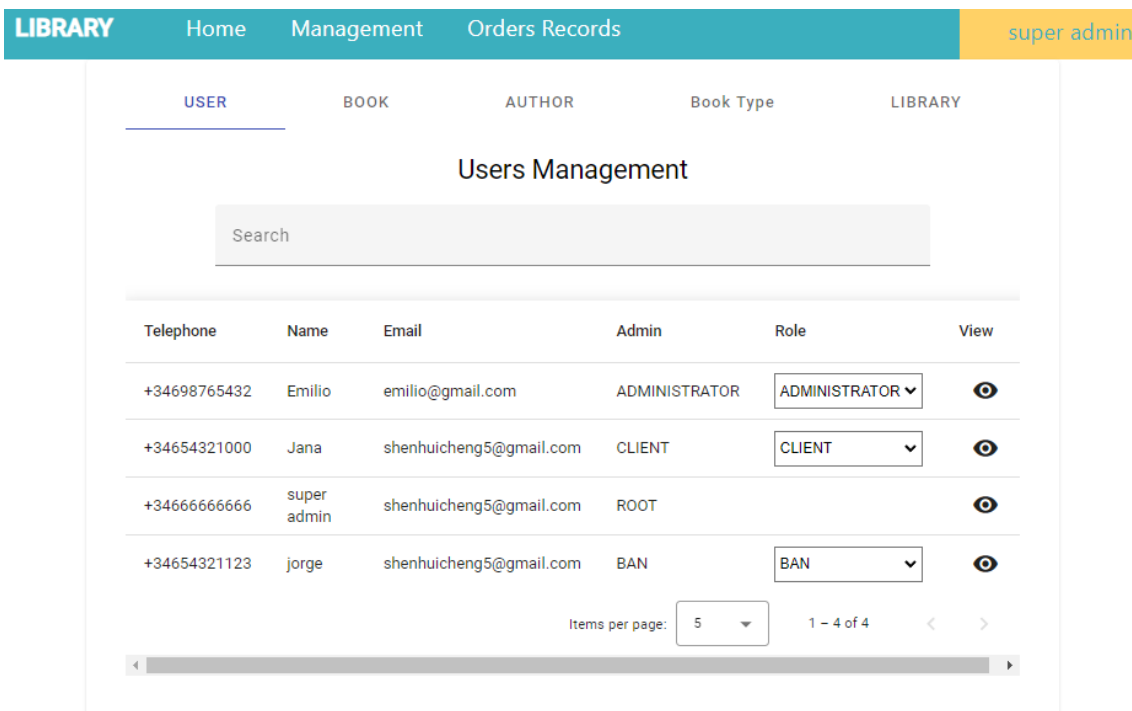 LIBRARY Home Management Orders Records super admin
USER BOOK AUTHOR Book Type LIBRARY
Users Management
Search
Telephone Name Email Admin Role View
+34698765432 Emilio emilio@gmail.com ADMINISTRATOR ADMINISTRATOR
+34654321000 Jana shenhuicheng5@gmail.com CLIENT CLIENT
+34666666666 super admin shenhuicheng5@gmail.com ROOT
+34654321123 jorge shenhuicheng5@gmail.com BAN BAN
Items per page: 5 1 – 4 of 4